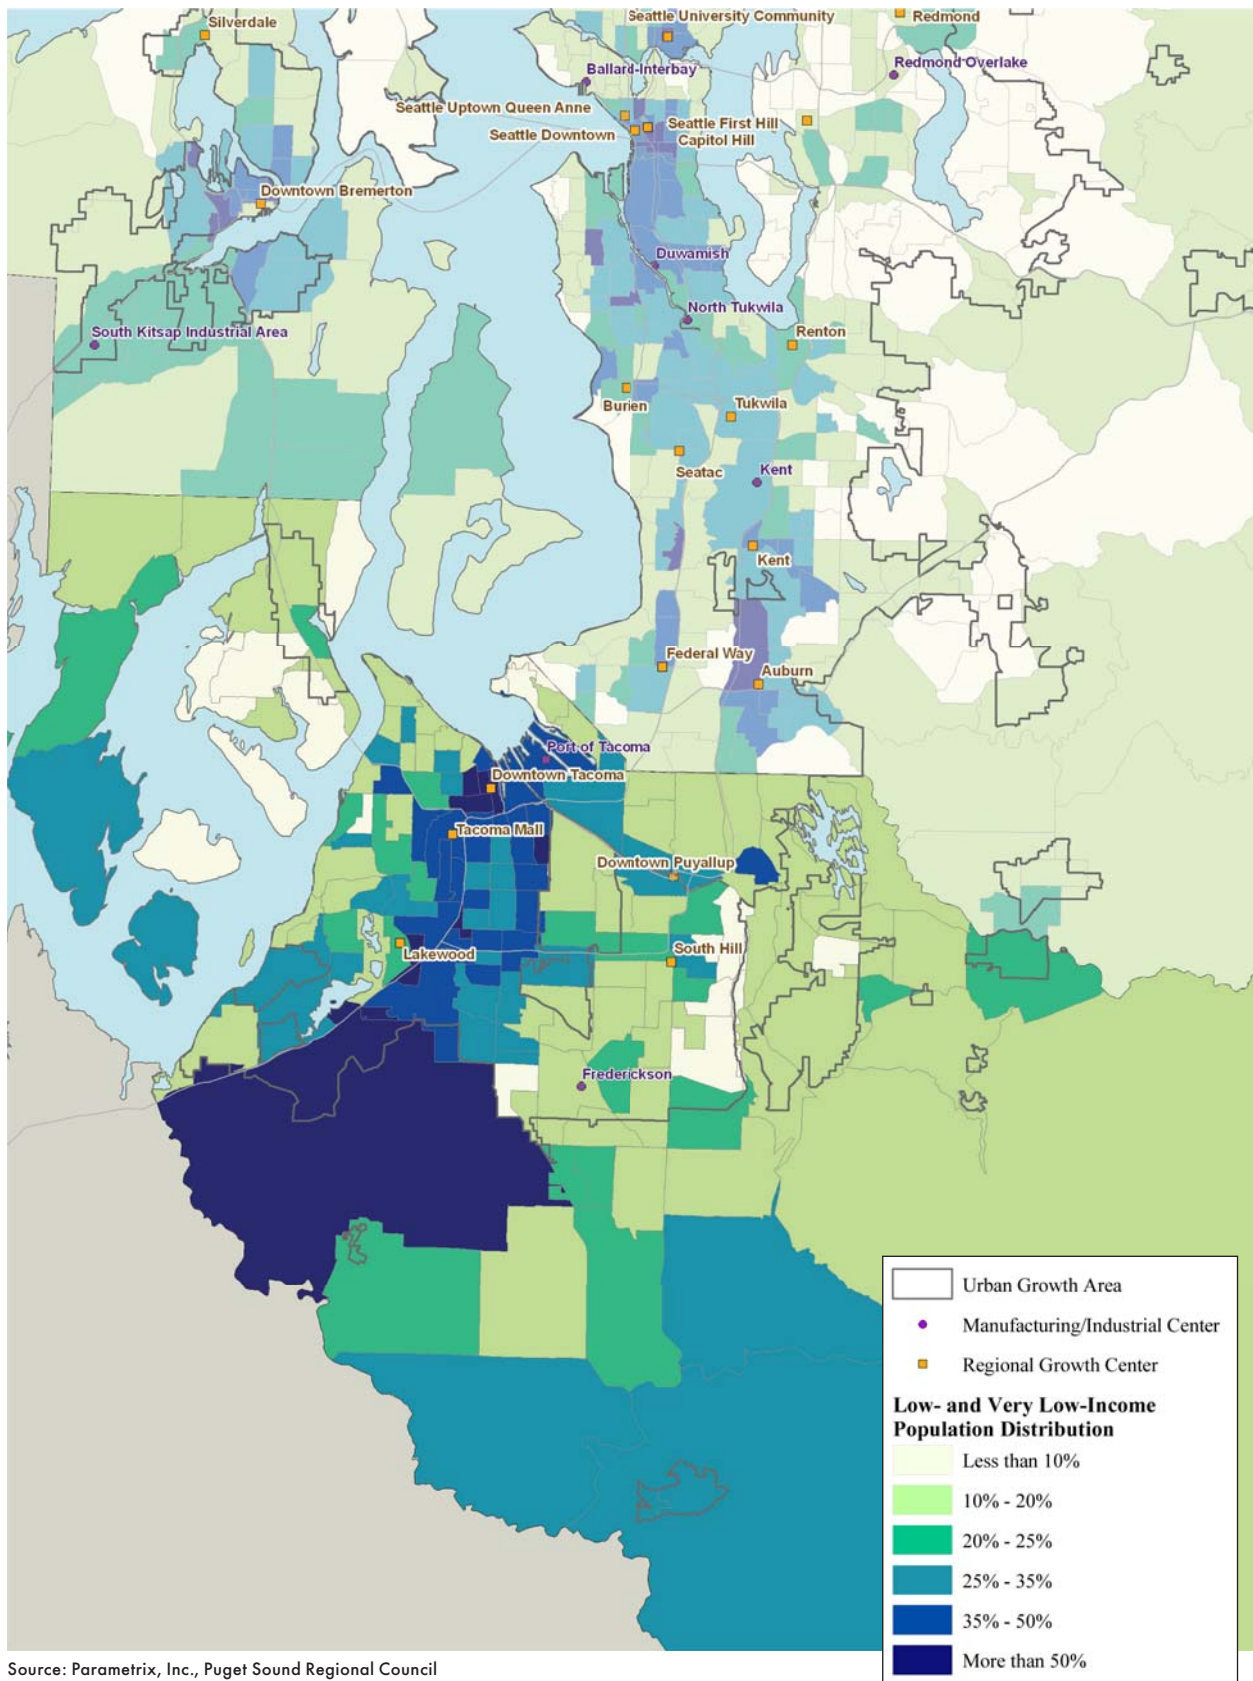 Silverdale
Seattle University Community
Redmond
Ballard-Interbay
Redmond Overlake
Seattle Uptown Queen Anne
Seattle Downtown
Seattle First Hill
Capitol Hill
Downtown Bremerton
Duwamish
North Tukwila
South Kitsap Industrial Area
Renton
Burien
Tukwila
Seatac
Kent
Kent
Federal Way
Auburn
Port of Tacoma
Downtown Tacoma
Tacoma Mall
Downtown Puyallup
Lakewood
South Hill
Frederickson
Urban Growth Area
Manufacturing/Industrial Center
Regional Growth Center
Low- and Very Low-Income
Population Distribution
Less than 10%
10% - 20%
20% - 25%
25% - 35%
35% - 50%
More than 50%
Source: Parametrix, Inc., Puget Sound Regional Council